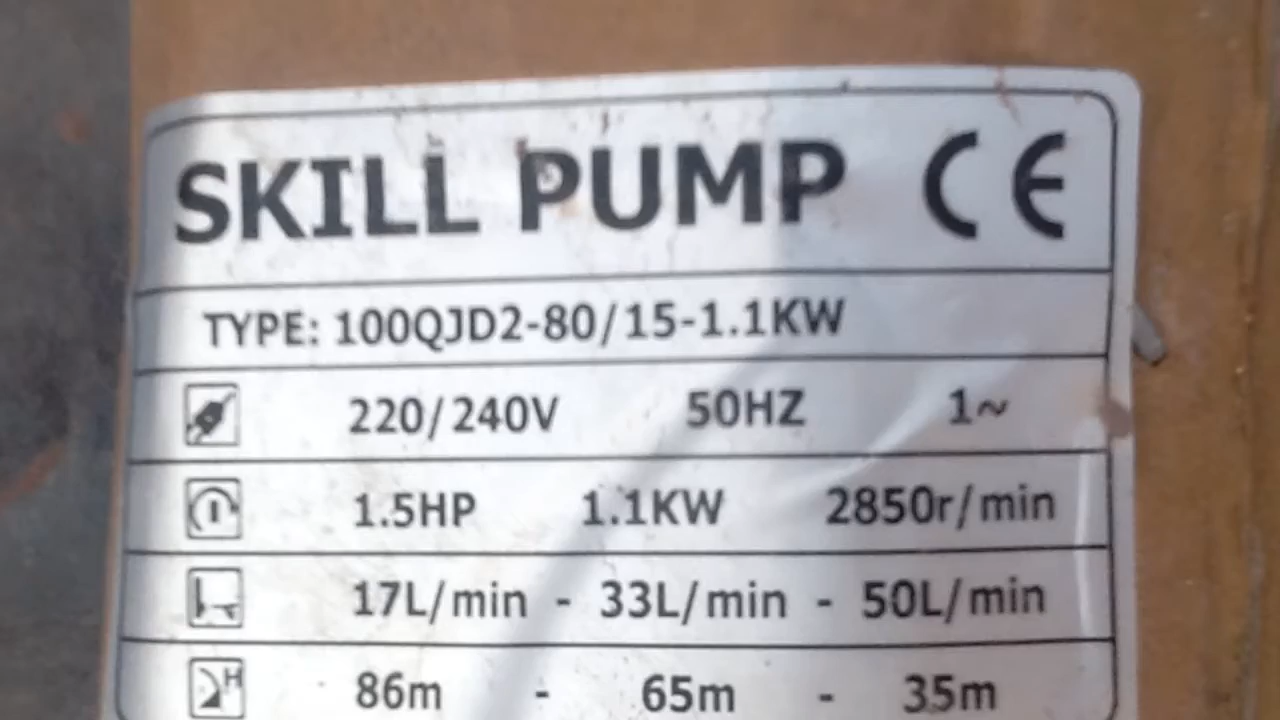 SKILL PUMP CE
TYPE: 100QJD2-80/15-1.1KW
220/240V 50HZ 1~
1.5HP 1.1KW 2850r/min
17L/min - 33L/min - 50L/min
H 86m - 65m - 35m